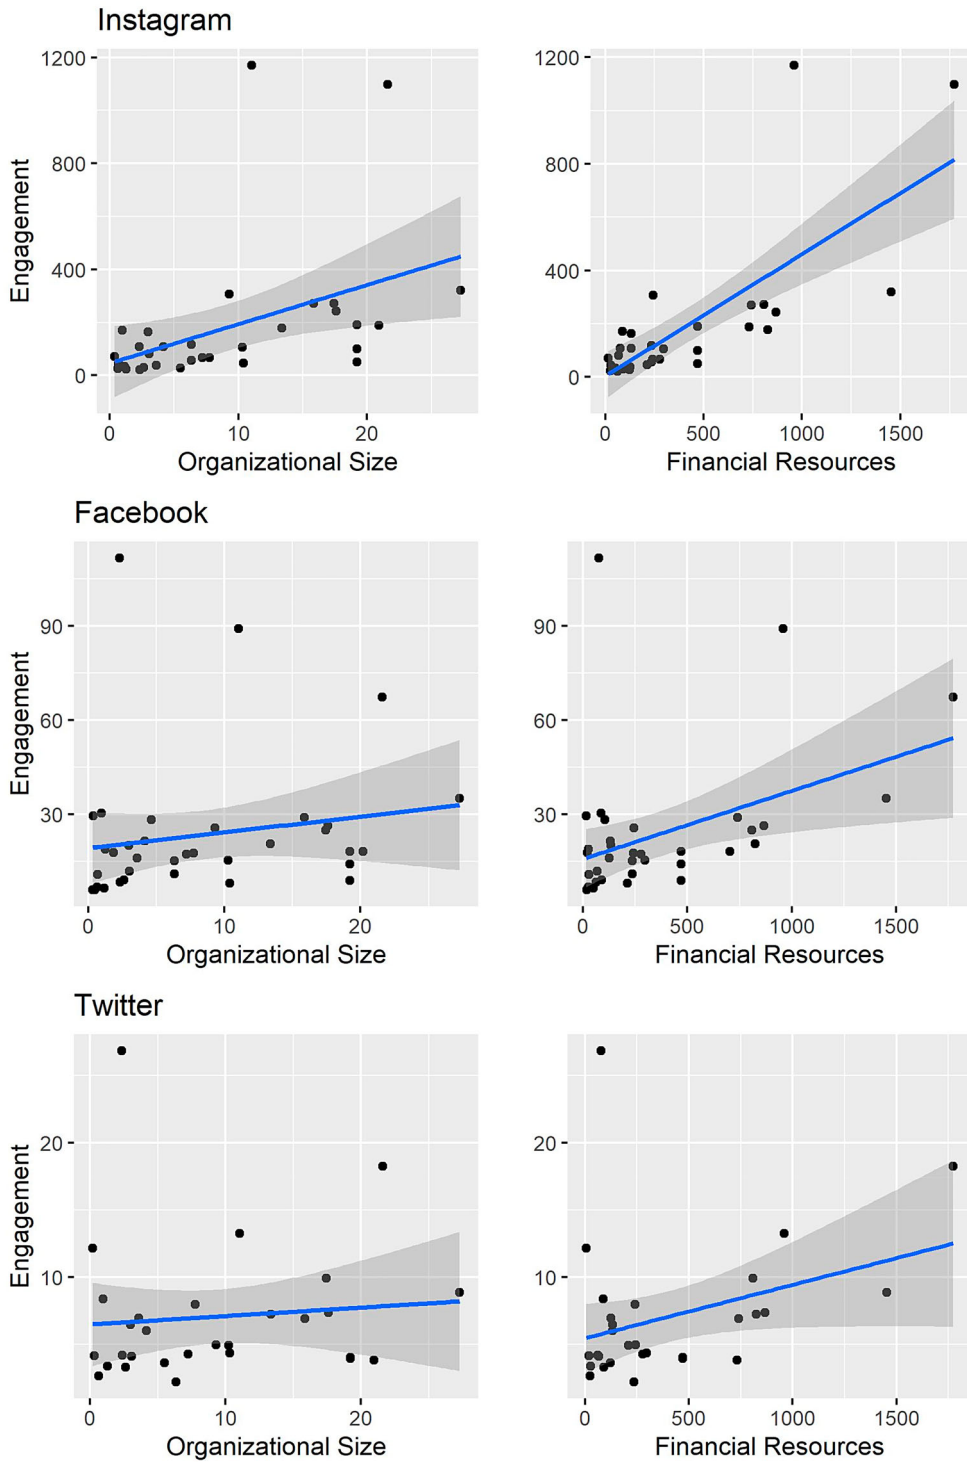 Instagram
1200
800
400
0
Engagement
0 10 20
Organizational Size
1200
800
400
0
0 500 1000 1500
Financial Resources
Facebook
90
60
30
Engagement
0 10 20
Organizational Size
90
60
30
0 500 1000 1500
Financial Resources
Twitter
20
10
Engagement
0 10 20
Organizational Size
20
10
0 500 1000 1500
Financial Resources